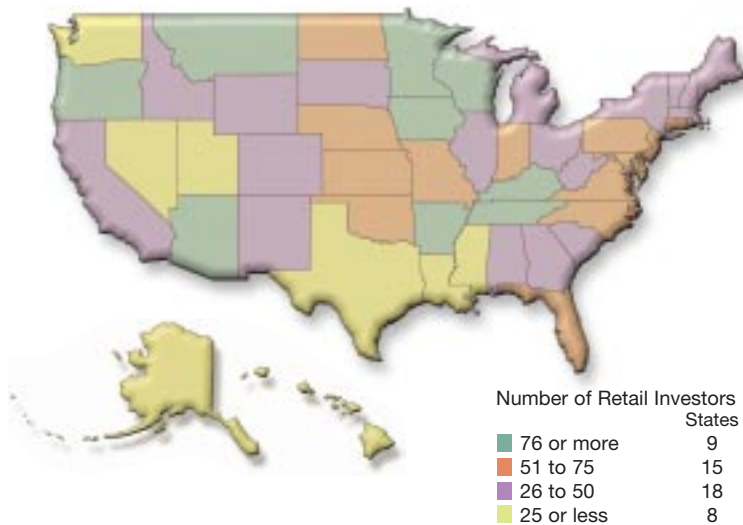 Number of Retail Investors
States
76 or more 9
51 to 75 15
26 to 50 18
25 or less 8